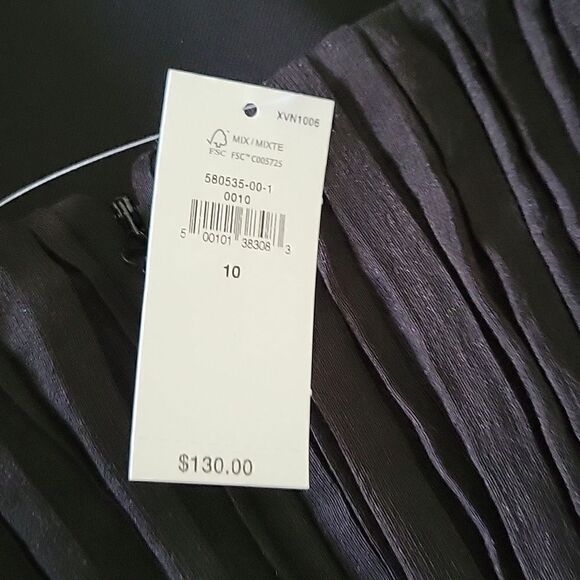 XVN1006
MIX/MIXTE
FSC FSC™ C005725
580535-00-1
0010
5 00101 38308 3
10
$130.00